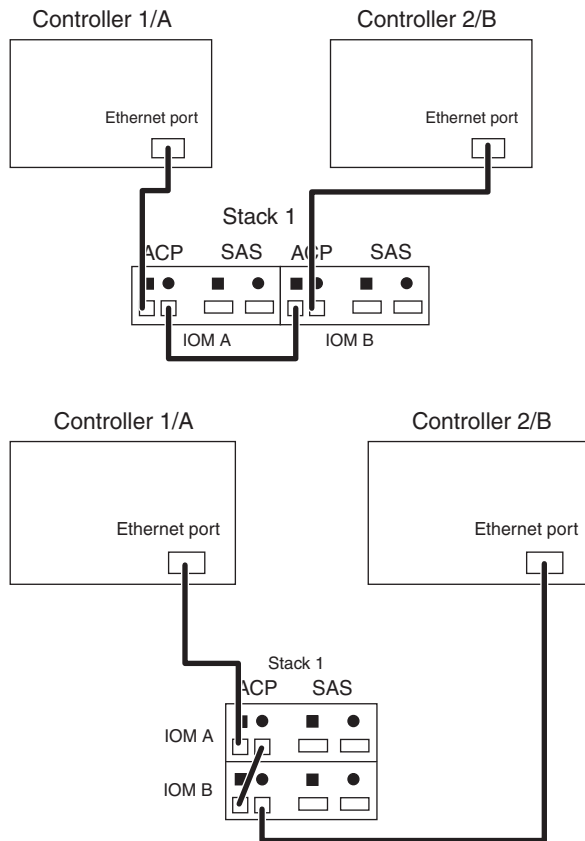 Controller 1/A
Controller 2/B
Ethernet port
Ethernet port
Stack 1
ACP SAS ACP SAS
IOM A
IOM B
Controller 1/A
Controller 2/B
Ethernet port
Ethernet port
Stack 1
ACP SAS
IOM A
IOM B